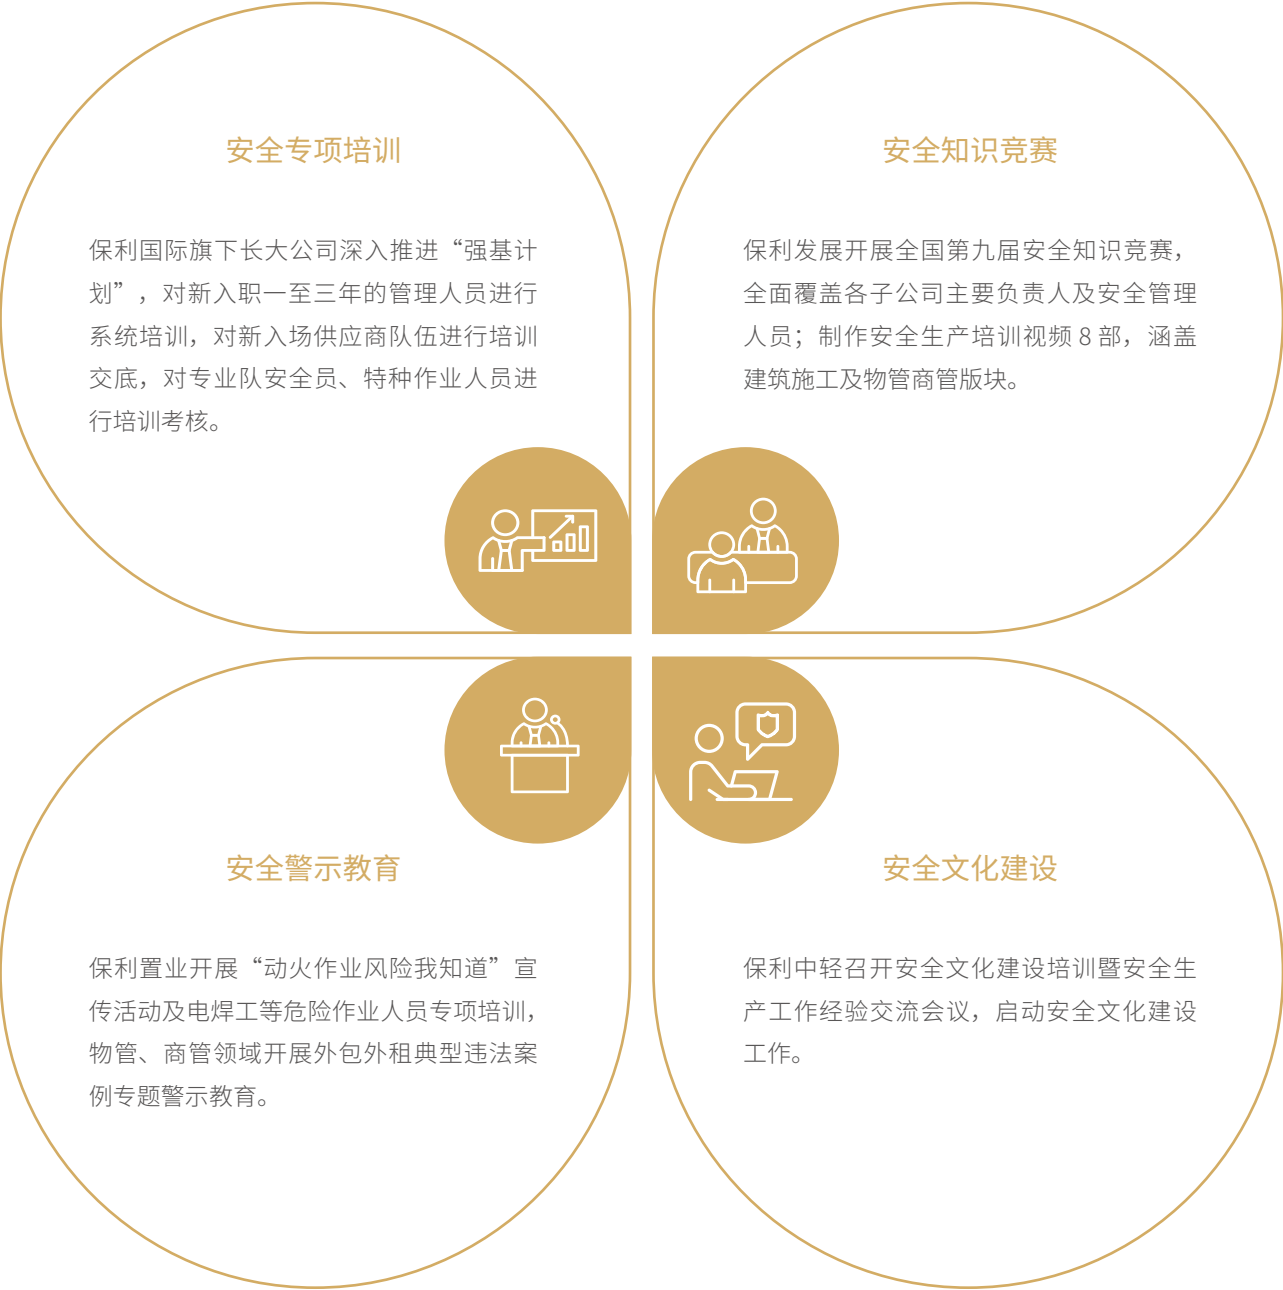 安全专项培训
保利国际旗下长大公司深入推进“强基计
划”，对新入职一至三年的管理人员进行
系统培训，对新入场供应商队伍进行培训
交底，对专业队安全员、特种作业人员进
行培训考核。
安全知识竞赛
保利发展开展全国第九届安全知识竞赛，
全面覆盖各子公司主要负责人及安全管理
人员；制作安全生产培训视频 8 部，涵盖
建筑施工及物管商管版块。
安全警示教育
保利置业开展“动火作业风险我知道”宣
传活动及电焊工等危险作业人员专项培训，
物管、商管领域开展外包外租典型违法案
例专题警示教育。
安全文化建设
保利中轻召开安全文化建设培训暨安全生
产工作经验交流会议，启动安全文化建设
工作。